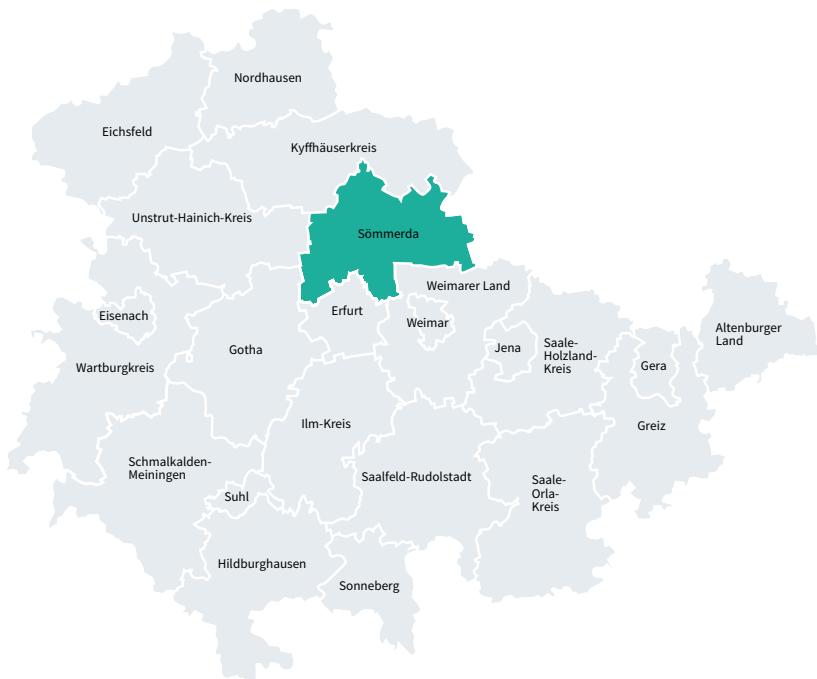 Nordhausen
Eichsfeld
Kyffhäuserkreis
Unstrut-Hainich-Kreis
Sömmerda
Weimarer Land
Eisenach
Erfurt
Weimar
Altenburger
Land
Gotha
Jena
Saale-
Holzland-
Kreis
Wartburgkreis
Gera
Ilm-Kreis
Greiz
Schmalkalden-
Meiningen
Saalfeld-Rudolstadt
Saale-
Orla-
Kreis
Suhl
Hildburghausen
Sonneberg